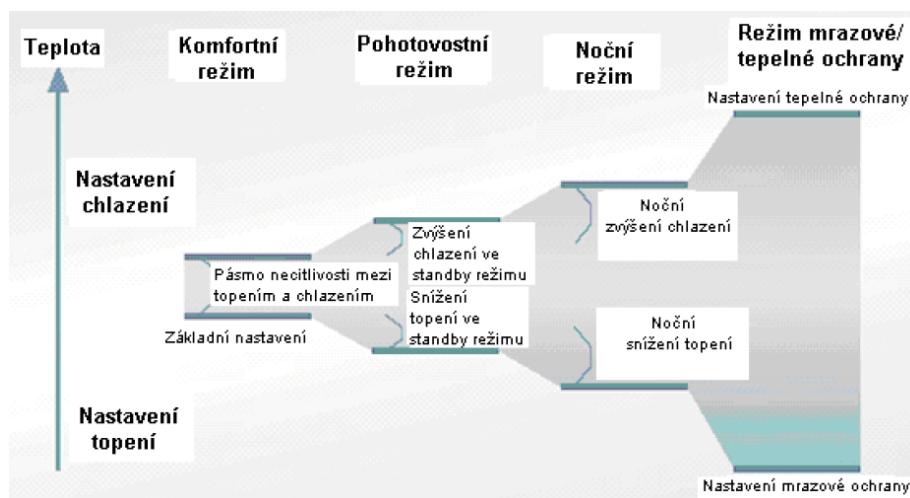 Teplota
Komfortní
režim
Pohotovostní
režim
Noční
režim
Režim mrazové/
tepelné ochrany
Nastavení tepelné ochrany
Nastavení
chlazení
Noční
zvýšení chlazení
Zvýšení
chlazení ve
standby režimu
Pásmo necitlivosti mezi
topením a chlazením
Snížení
topení ve
standby režimu
Základní nastavení
Noční
snížení topení
Nastavení
topení
Nastavení mrazové ochrany